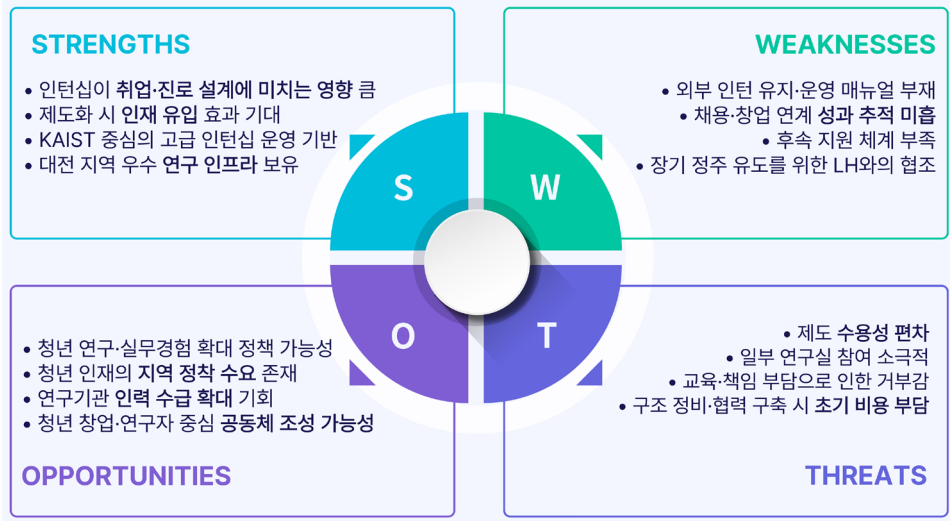 STRENGTHS
• 인턴십이 취업·진로 설계에 미치는 영향 큼
• 제도화 시 인재 유입 효과 기대
• KAIST 중심의 고급 인턴십 운영 기반
• 대전 지역 우수 연구 인프라 보유
WEAKNESSES
• 외부 인턴 유지·운영 매뉴얼 부재
• 채용·창업 연계 성과 추적 미흡
• 후속 지원 체계 부족
• 장기 정주 유도를 위한 LH와의 협조
S
W
O
T
• 청년 연구·실무경험 확대 정책 가능성
• 청년 인재의 지역 정착 수요 존재
• 연구기관 인력 수급 확대 기회
• 청년 창업·연구자 중심 공동체 조성 가능성
OPPORTUNITIES
• 제도 수용성 편차
• 일부 연구실 참여 소극적
• 교육·책임 부담으로 인한 거부감
• 구조 정비·협력 구축 시 초기 비용 부담
THREATS